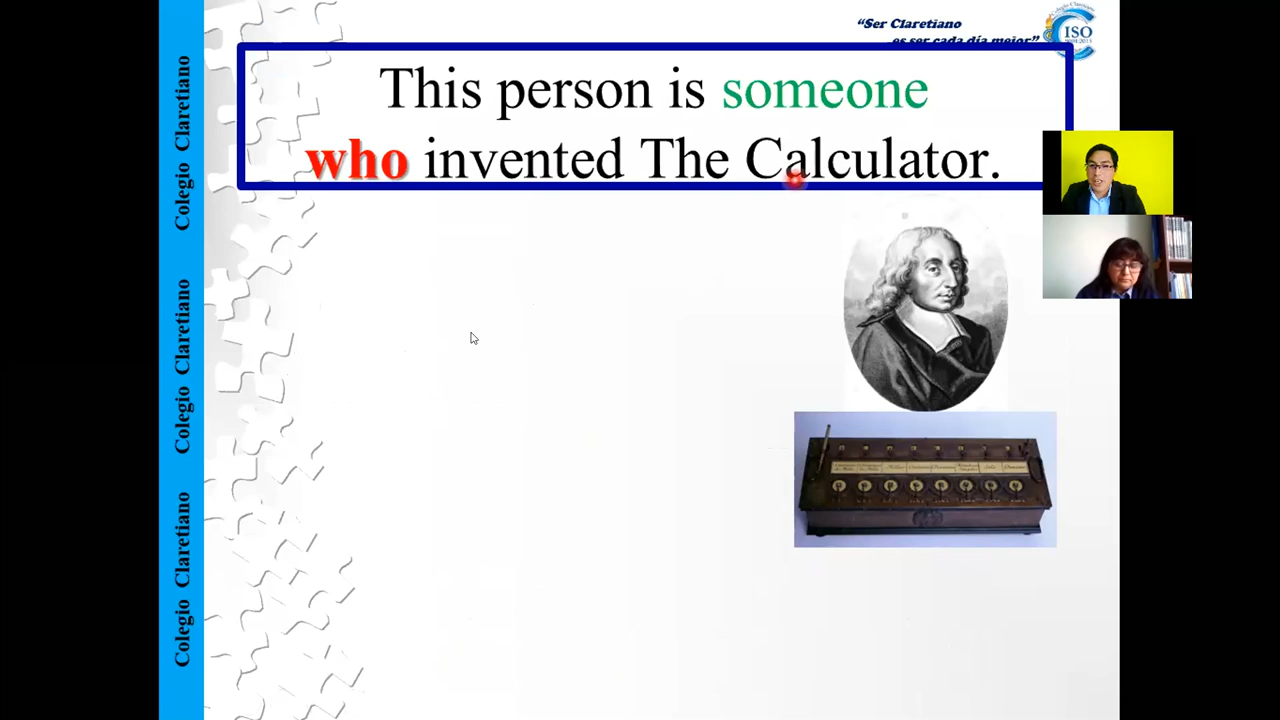 “Ser Claretiano
es ser cada día mejor”
ISO
This person is someone
who invented The Calculator.
Colegio Claretiano
Colegio Claretiano
Colegio Claretiano